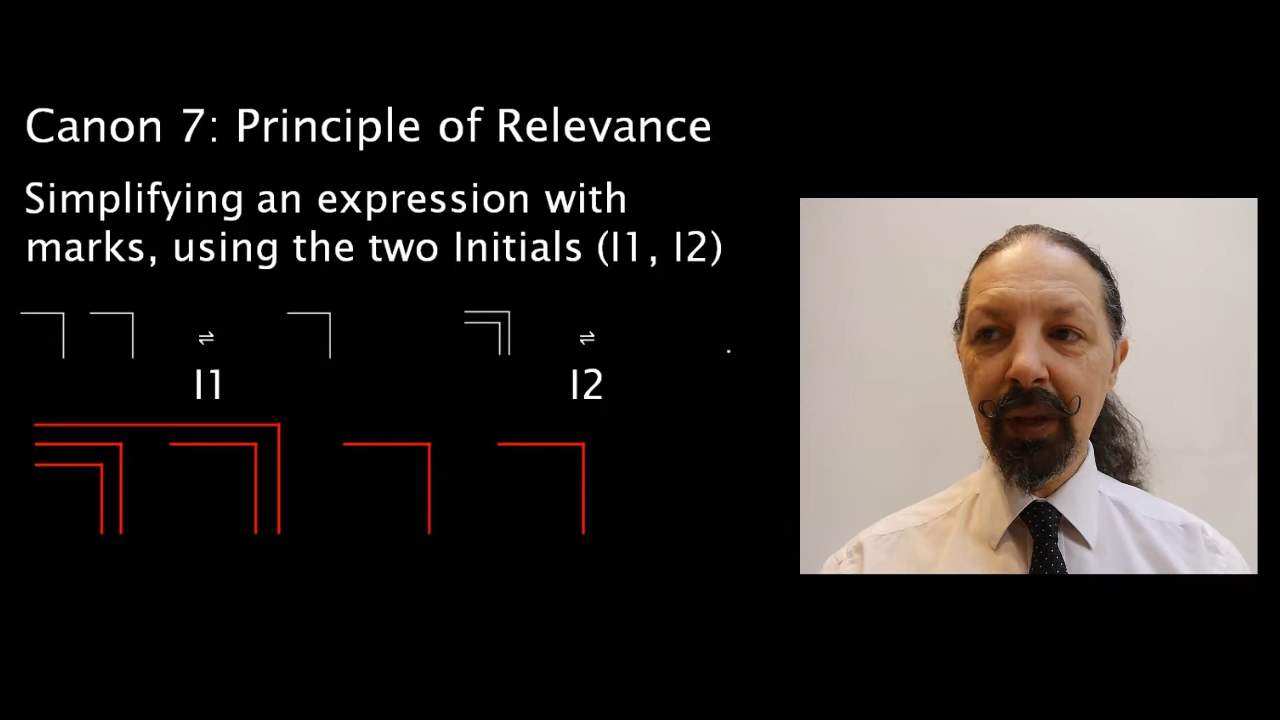 Canon 7: Principle of Relevance
Simplifying an expression with
marks, using the two Initials (I1, I2)
⇌ ⇌ .
I1 I2